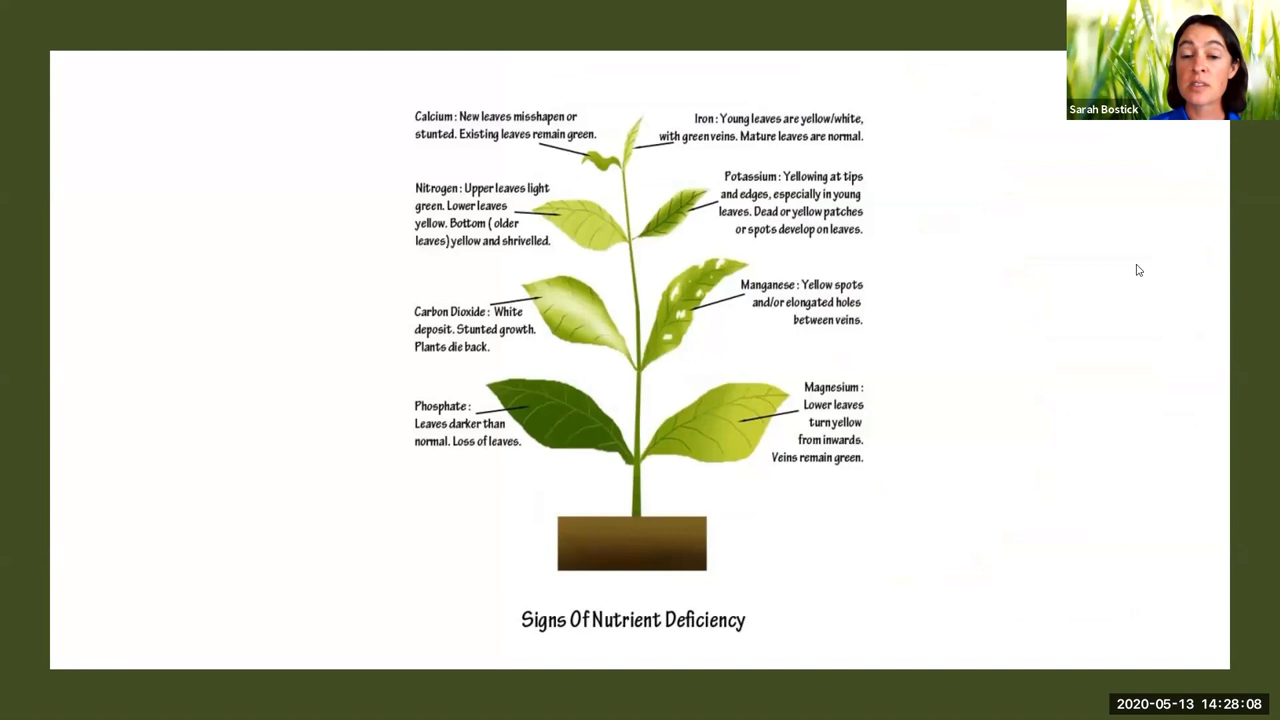 Sarah Bostick
Calcium : New leaves misshapen or
stunted. Existing leaves remain green.
Iron : Young leaves are yellow/white,
with green veins. Mature leaves are normal.
Nitrogen : Upper leaves light
green. Lower leaves
yellow. Bottom ( older
leaves) yellow and shrivelled.
Potassium : Yellowing at tips
and edges, especially in young
leaves. Dead or yellow patches
or spots develop on leaves.
Carbon Dioxide : White
deposit. Stunted growth.
Plants die back.
Manganese : Yellow spots
and/or elongated holes
between veins.
Phosphate :
Leaves darker than
normal. Loss of leaves.
Magnesium :
Lower leaves
turn yellow
from inwards.
Veins remain green.
Signs Of Nutrient Deficiency
2020-05-13 14:28:08